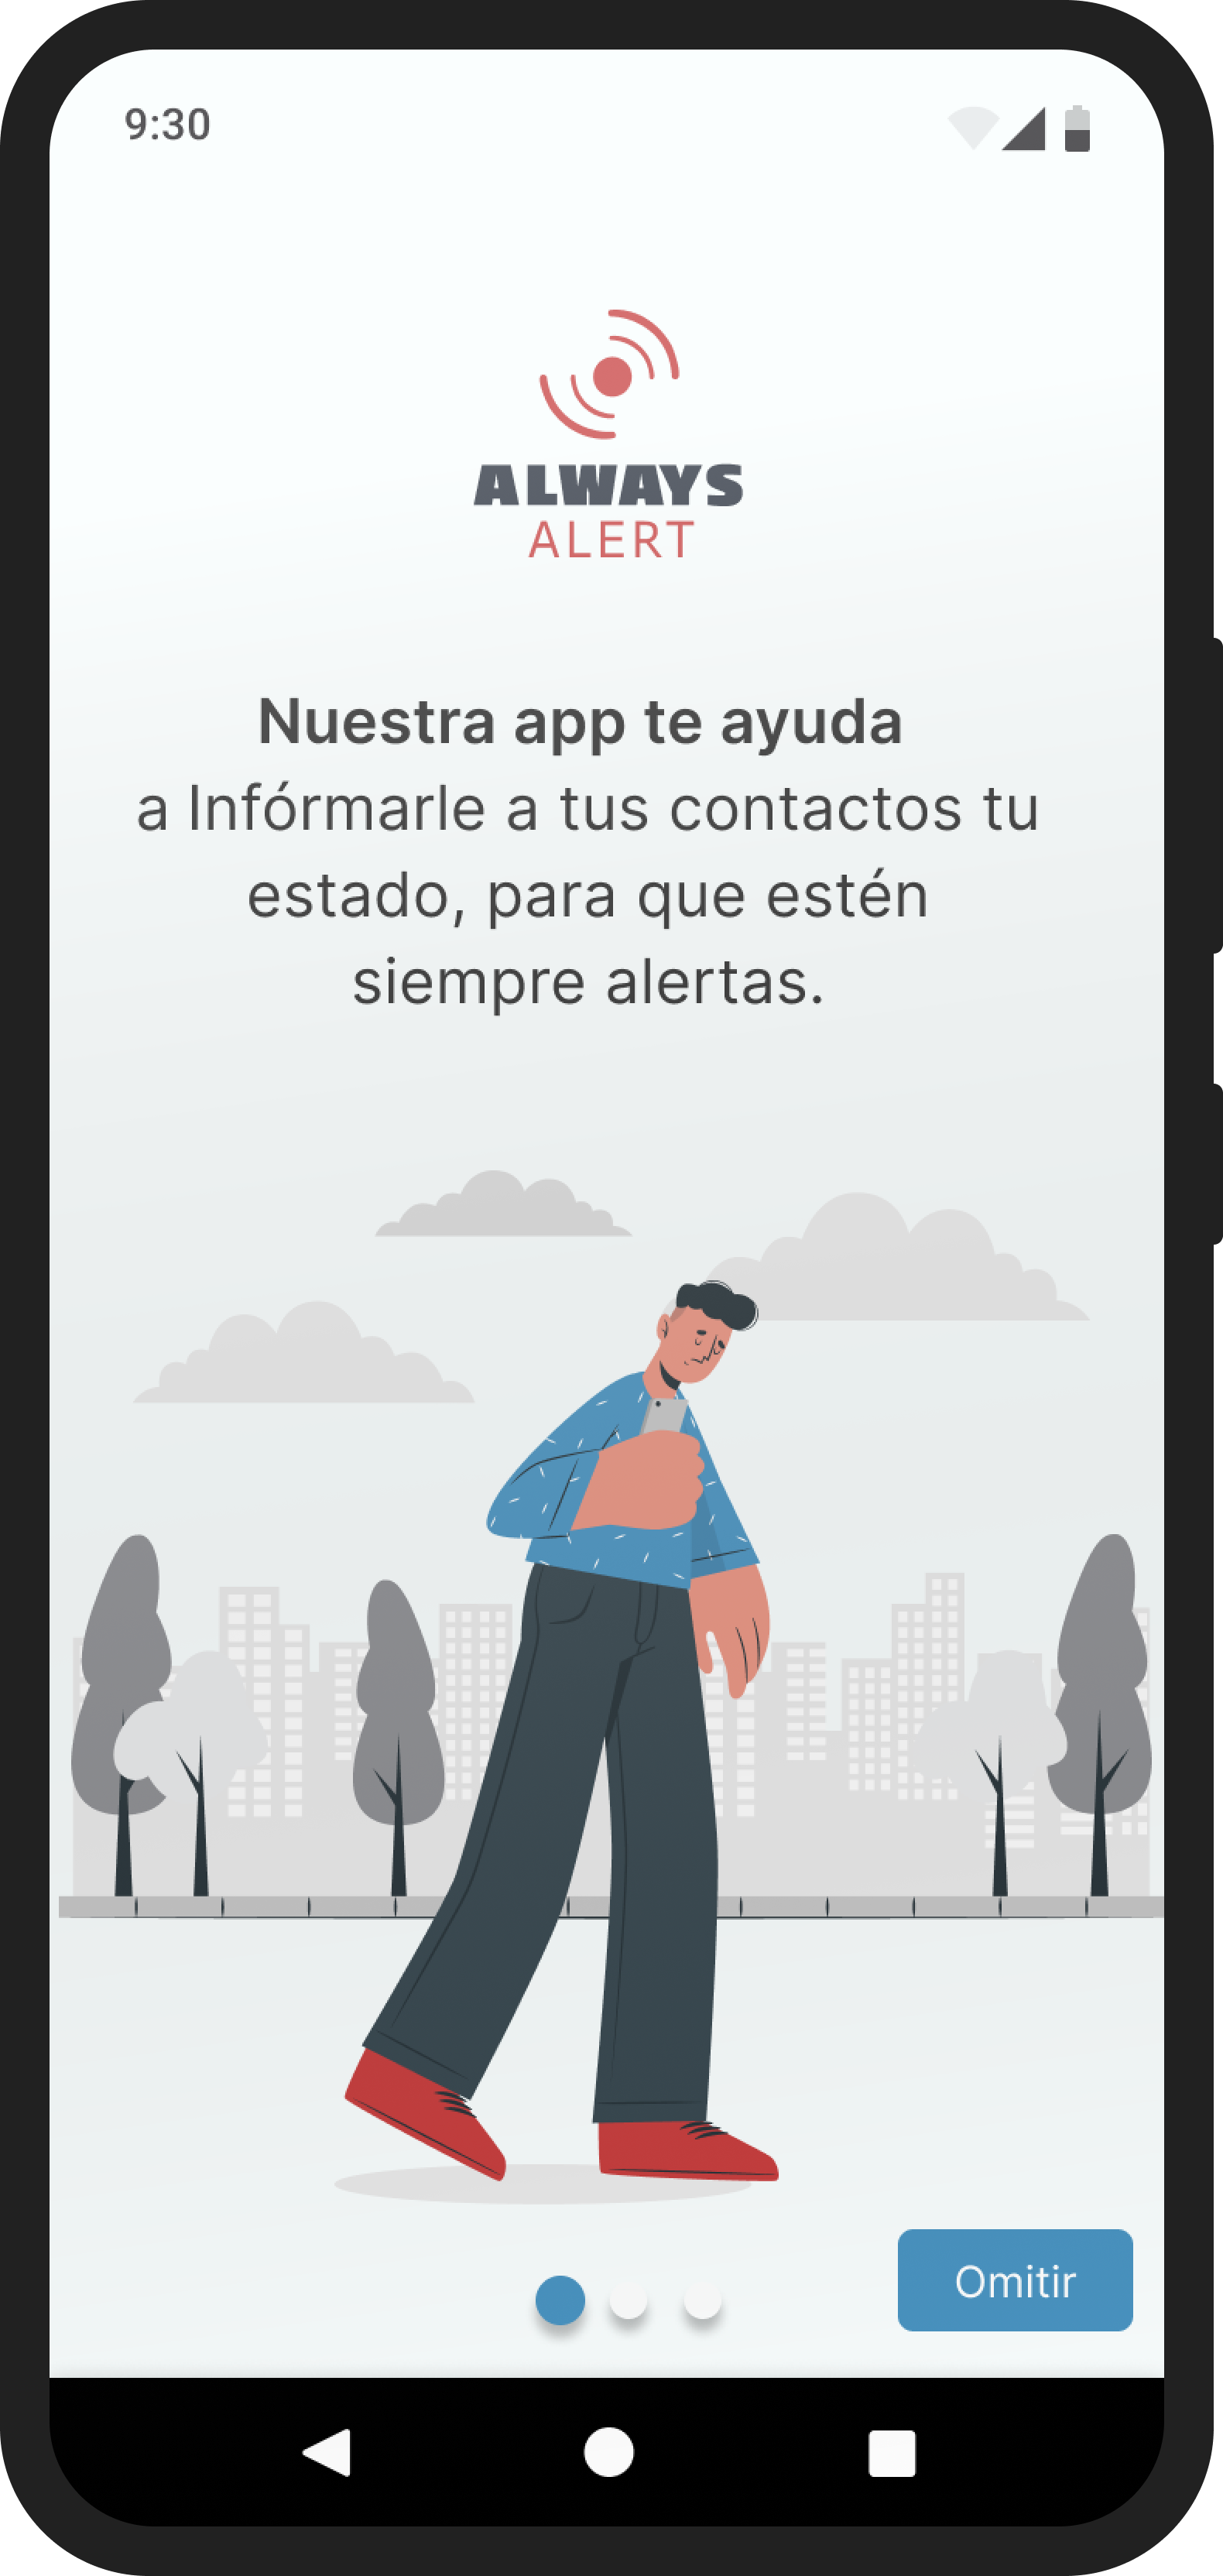 9:30
ALWAYS
ALERT
Nuestra app te ayuda
a Infórmarle a tus contactos tu
estado, para que estén
siempre alertas.
Omitir